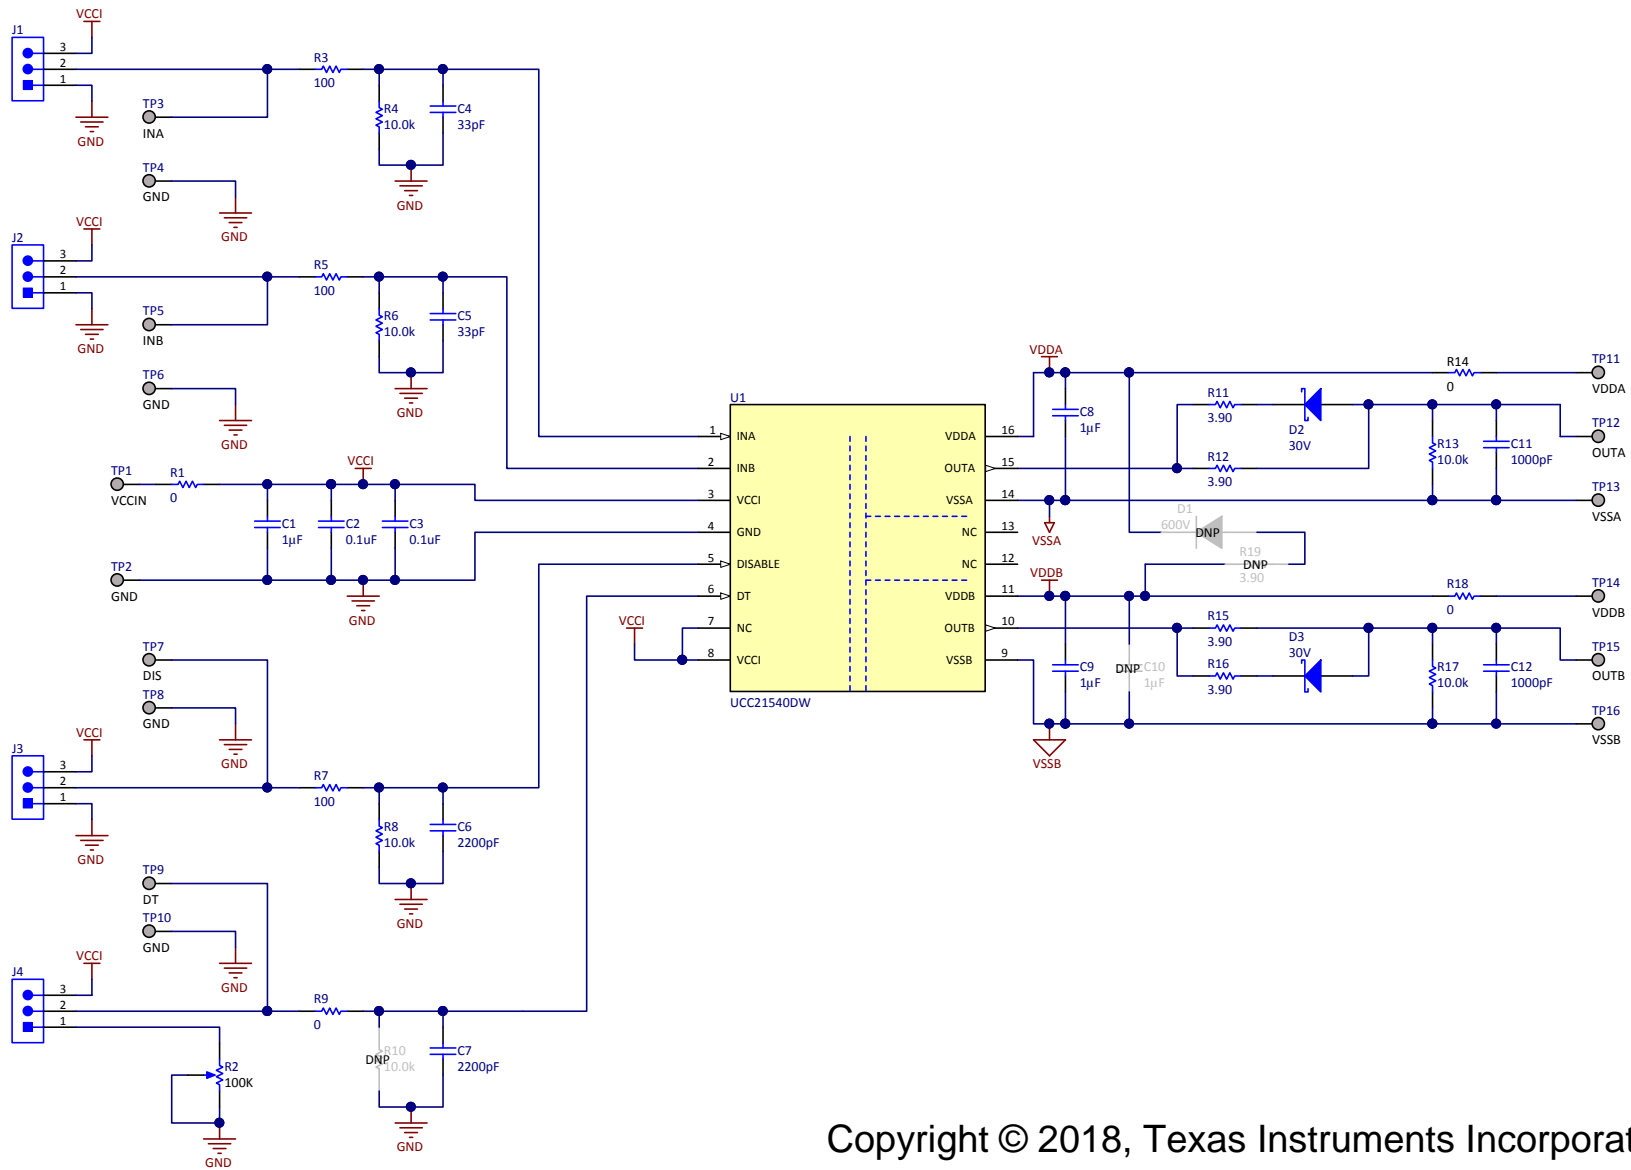 VCCI
J1
3
2
1
GND
TP3
INA
R3
100
R4
10.0k
C4
33pF
GND
TP4
GND
GND
VCCI
J2
3
2
1
GND
TP5
INB
R5
100
R6
10.0k
C5
33pF
GND
TP6
GND
GND
TP1
VCCIN
R1
0
VCCI
C1
1µF
C2
0.1uF
C3
0.1uF
TP2
GND
GND
TP7
DIS
TP8
GND
GND
VCCI
J3
3
2
1
GND
R7
100
R8
10.0k
C6
2200pF
GND
TP9
DT
TP10
GND
GND
VCCI
J4
3
2
1
R2
100K
GND
R9
0
R10
DNP
10.0k
C7
2200pF
GND
VCCI
U1
1 INA
2 INB
3 VCCI
4 GND
5 DISABLE
6 DT
7 NC
8 VCCI
VDDA 16
OUTA 15
VSSA 14
NC 13
NC 12
VDDB 11
OUTB 10
VSSB 9
UCC21540DW
VDDA
C8
1µF
VSSA
R11
3.90
D2
30V
R12
3.90
R14
0
R13
10.0k
C11
1000pF
TP11
VDDA
TP12
OUTA
TP13
VSSA
D1
600V
DNP
R19
DNP
3.90
VDDB
C9
1µF
DNP
C10
1µF
VSSB
R15
3.90
R16
3.90
D3
30V
R18
0
R17
10.0k
C12
1000pF
TP14
VDDB
TP15
OUTB
TP16
VSSB
Copyright © 2018, Texas Instruments Incorporat